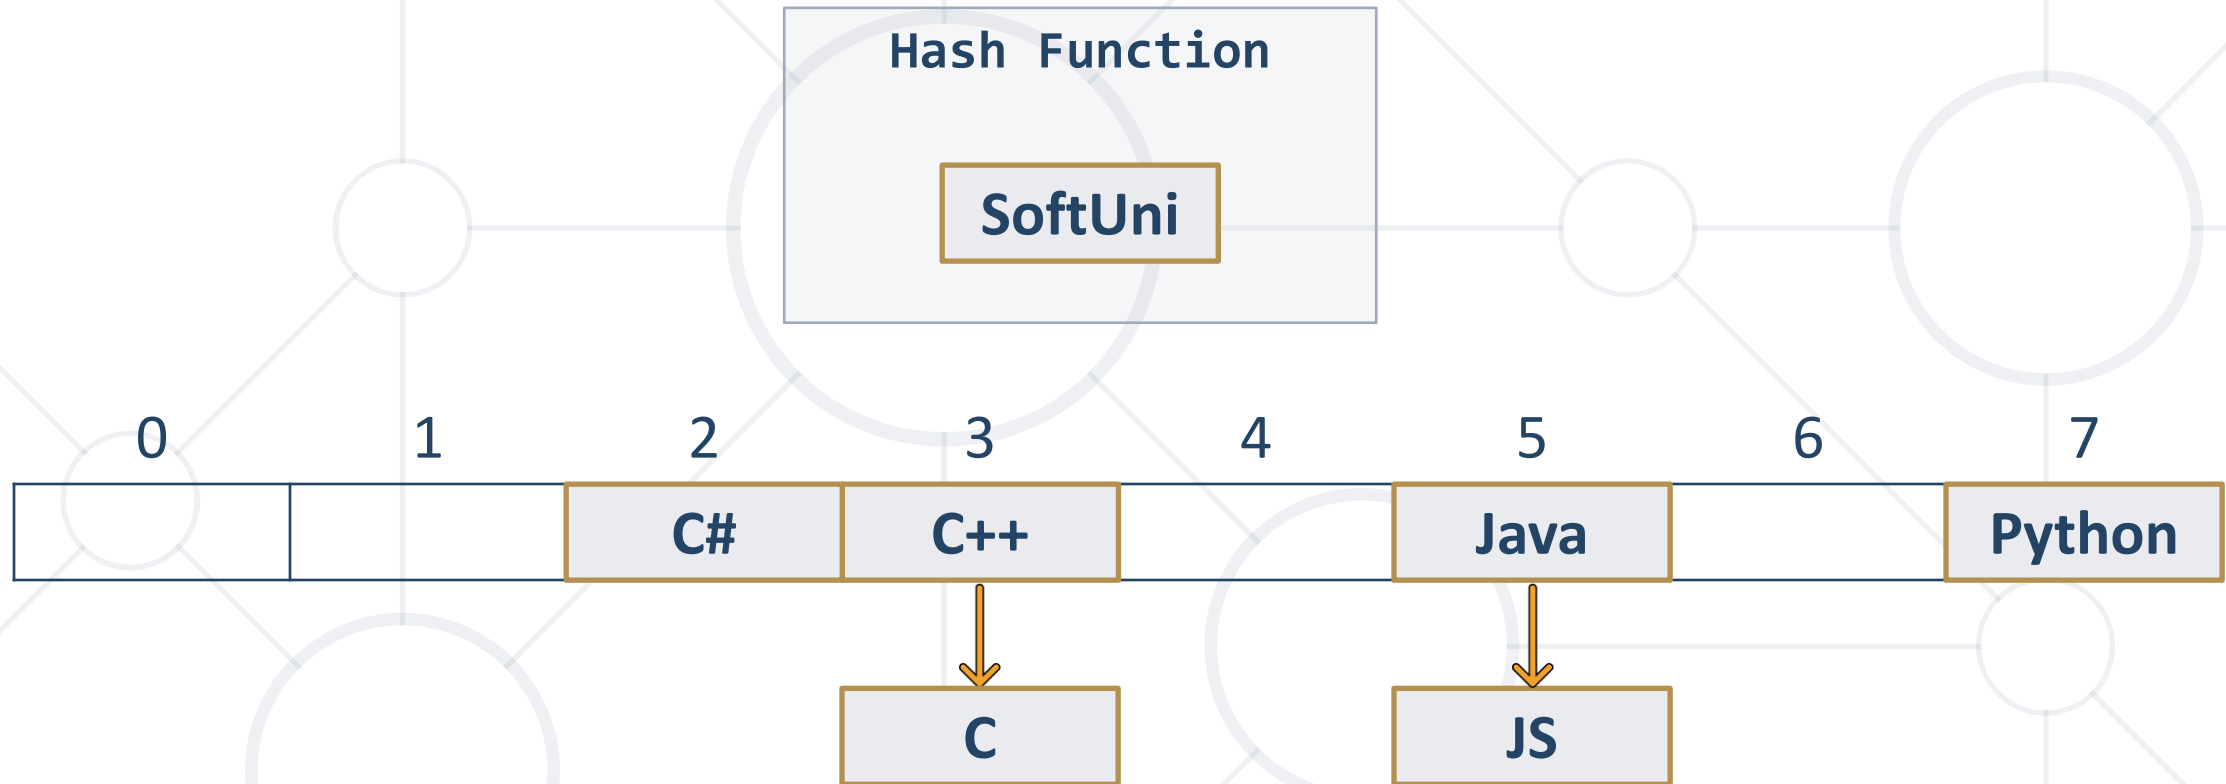 Hash Function
SoftUni
0 1 2 3 4 5 6 7
C# C++ Java Python
C JS